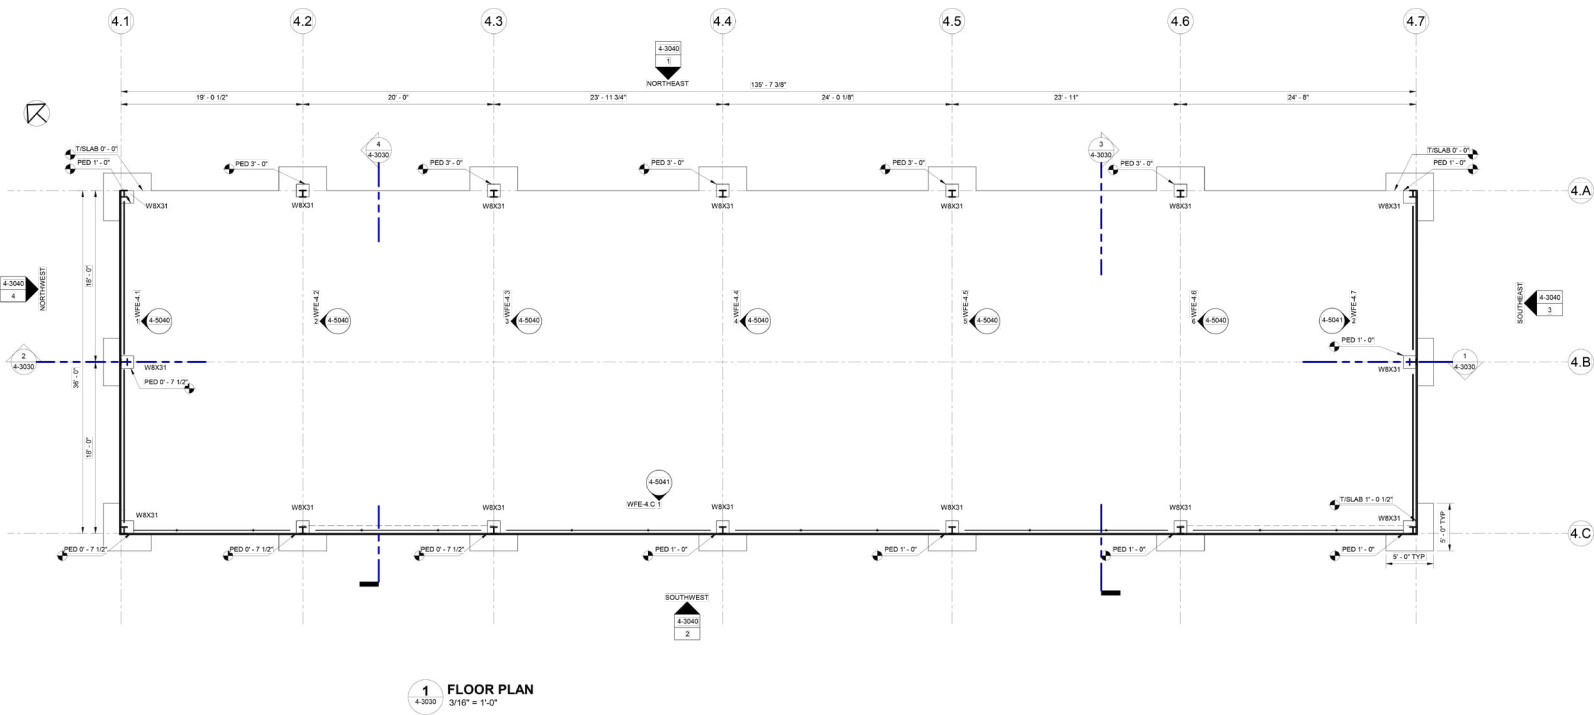 4.1 4.2 4.3 4.4 4.5 4.6 4.7
4-3040
1
NORTHEAST
135' - 7 3/8"
19' - 0 1/2" 20' - 0" 23' - 11 3/4" 24' - 0 1/8" 23' - 11" 24' - 8"
4
4-3030
3
4-3030
T/SLAB 0' - 0"
PED 1' - 0"
PED 3' - 0"
PED 3' - 0"
PED 3' - 0"
PED 3' - 0"
PED 3' - 0"
T/SLAB 0' - 0"
PED 1' - 0"
4.A
W8X31 W8X31 W8X31 W8X31 W8X31 W8X31 W8X31
18' - 0"
4-3040
4
NORTHWEST
WFE-4.1
1
4-5040
WFE-4.2
2
4-5040
WFE-4.3
3
4-5040
WFE-4.4
4
4-5040
WFE-4.5
5
4-5040
WFE-4.6
6
4-5040
4-5041
WFE-4.7
2
SOUTHEAST
4-3040
3
2
4-3030
36' - 0"
W8X31
PED 0' - 7 1/2"
PED 1' - 0"
W8X31
1
4-3030
4.B
18' - 0"
4-5041
WFE-4.C 1
T/SLAB 1' - 0 1/2"
W8X31 W8X31 W8X31 W8X31 W8X31 W8X31 W8X31
4.C
5' - 0" TYP
PED 0' - 7 1/2" PED 0' - 7 1/2" PED 0' - 7 1/2" PED 1' - 0" PED 1' - 0" PED 1' - 0" PED 1' - 0"
5' - 0" TYP
SOUTHWEST
4-3040
2
1
4-3030
FLOOR PLAN
3/16" = 1'-0"